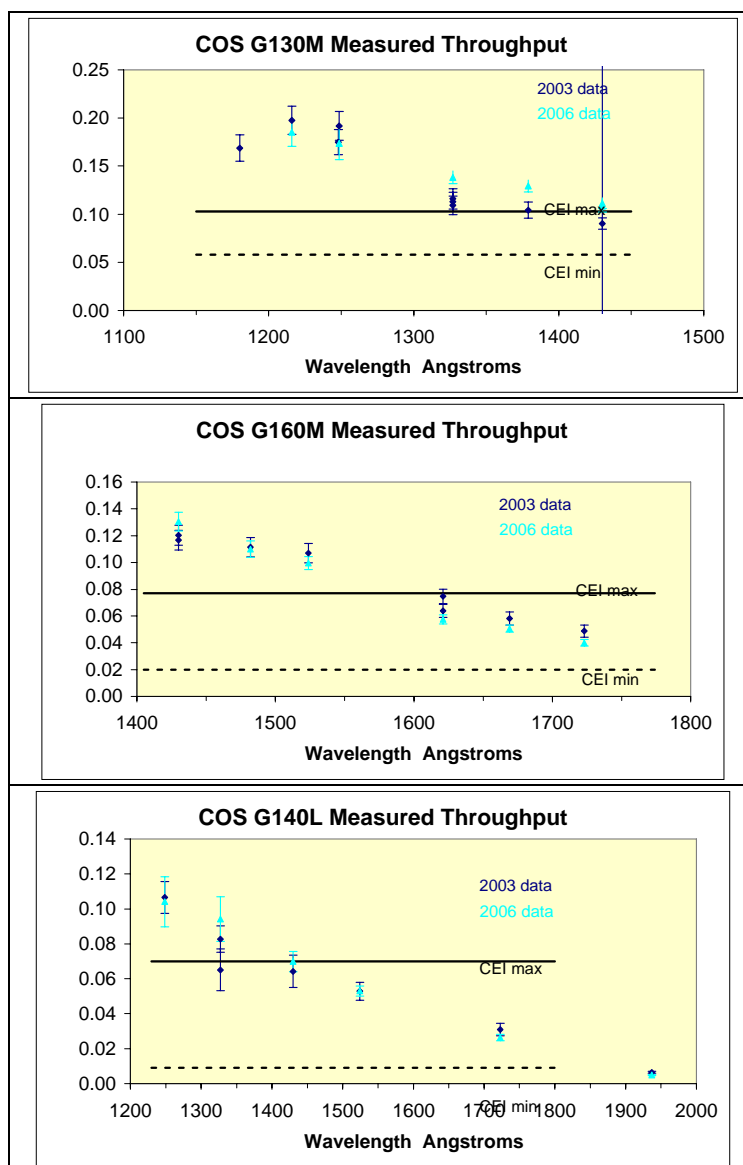 COS G130M Measured Throughput
0.25
0.20
0.15
0.10
0.05
0.00
2003 data
2006 data
CEI max
CEI min
1100 1200 1300 1400 1500
Wavelength Angstroms
COS G160M Measured Throughput
0.16
0.14
0.12
0.10
0.08
0.06
0.04
0.02
0.00
2003 data
2006 data
CEI max
CEI min
1400 1500 1600 1700 1800
Wavelength Angstroms
COS G140L Measured Throughput
0.14
0.12
0.10
0.08
0.06
0.04
0.02
0.00
2003 data
2006 data
CEI max
CEI min
1200 1300 1400 1500 1600 1700 1800 1900 2000
Wavelength Angstroms